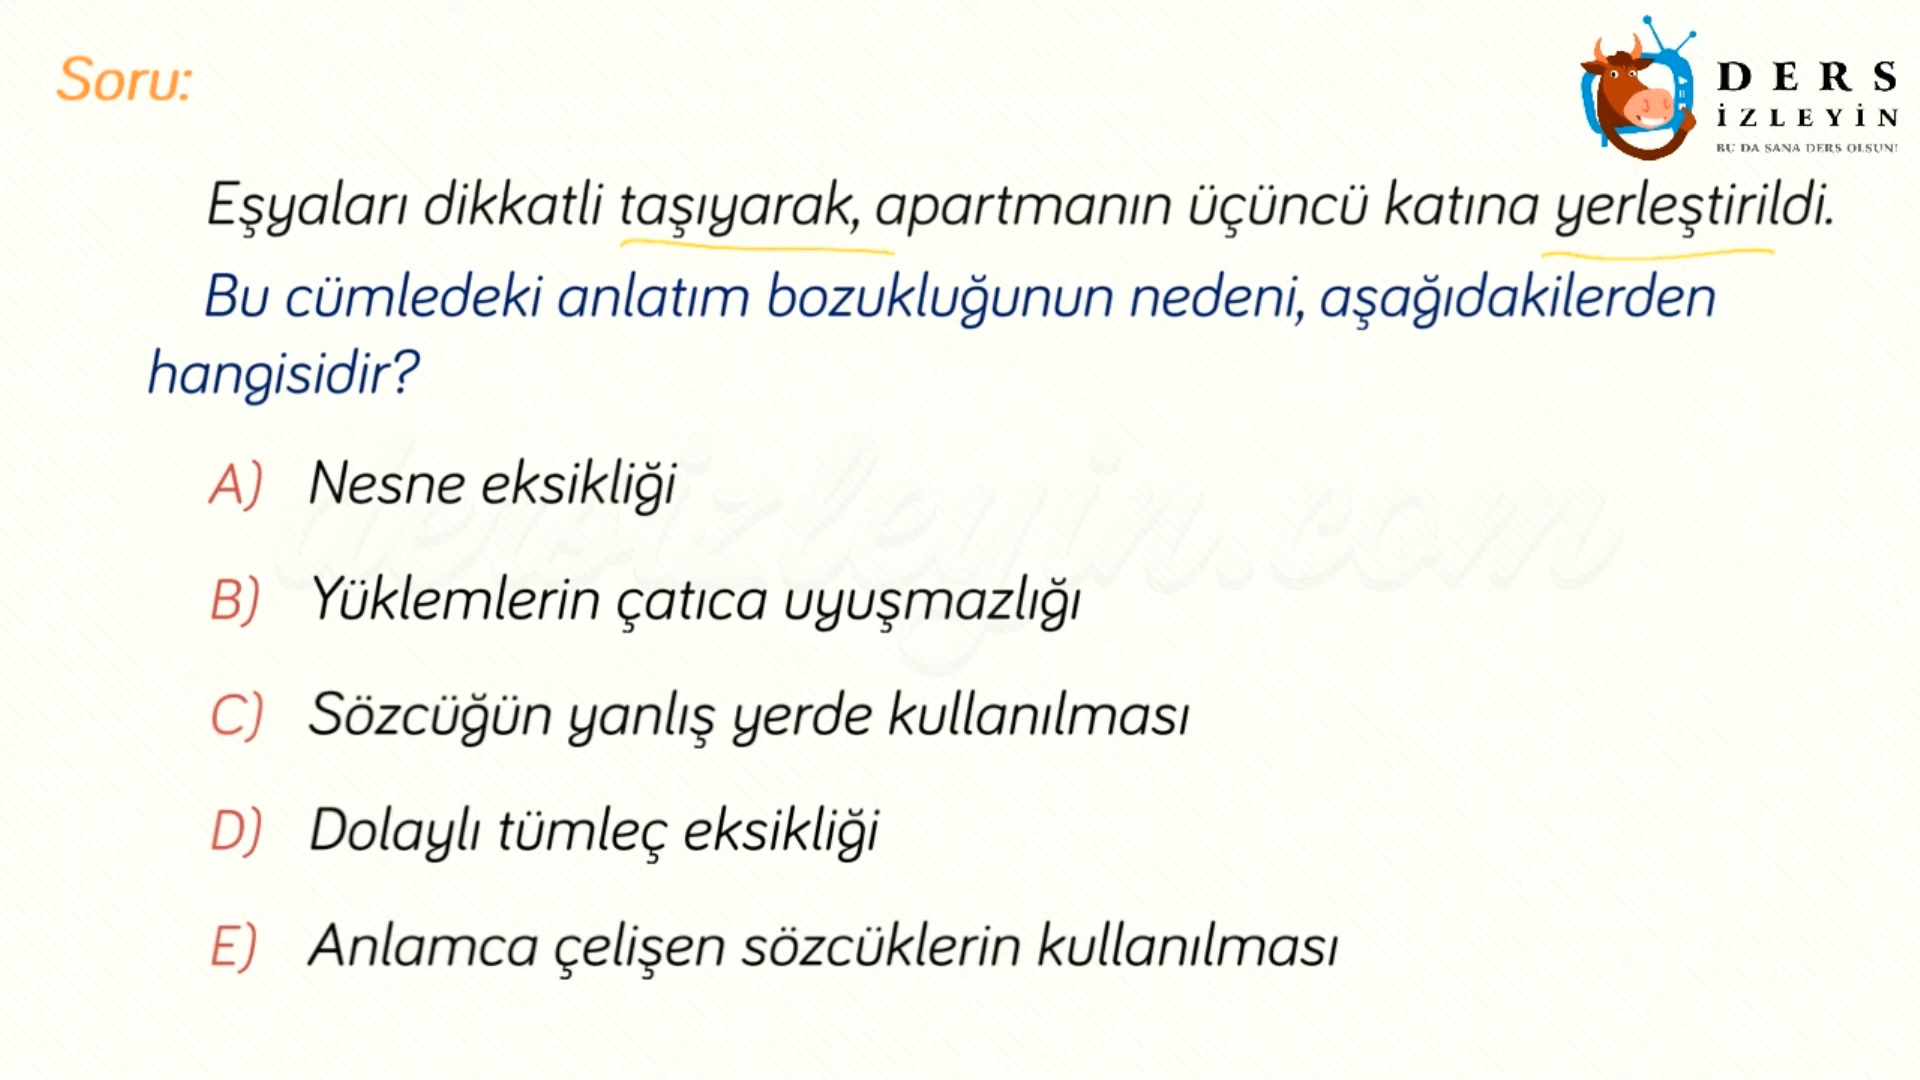 Soru:
DERS
İZLEYİN
BU DA SANA DERS OLSUN!
Eşyaları dikkatli taşıyarak, apartmanın üçüncü katına yerleştirildi.
Bu cümledeki anlatım bozukluğunun nedeni, aşağıdakilerden
hangisidir?
A) Nesne eksikliği
B) Yüklemlerin çatıca uyuşmazlığı
C) Sözcüğün yanlış yerde kullanılması
D) Dolaylı tümleç eksikliği
E) Anlamca çelişen sözcüklerin kullanılması
dersizleyin.com